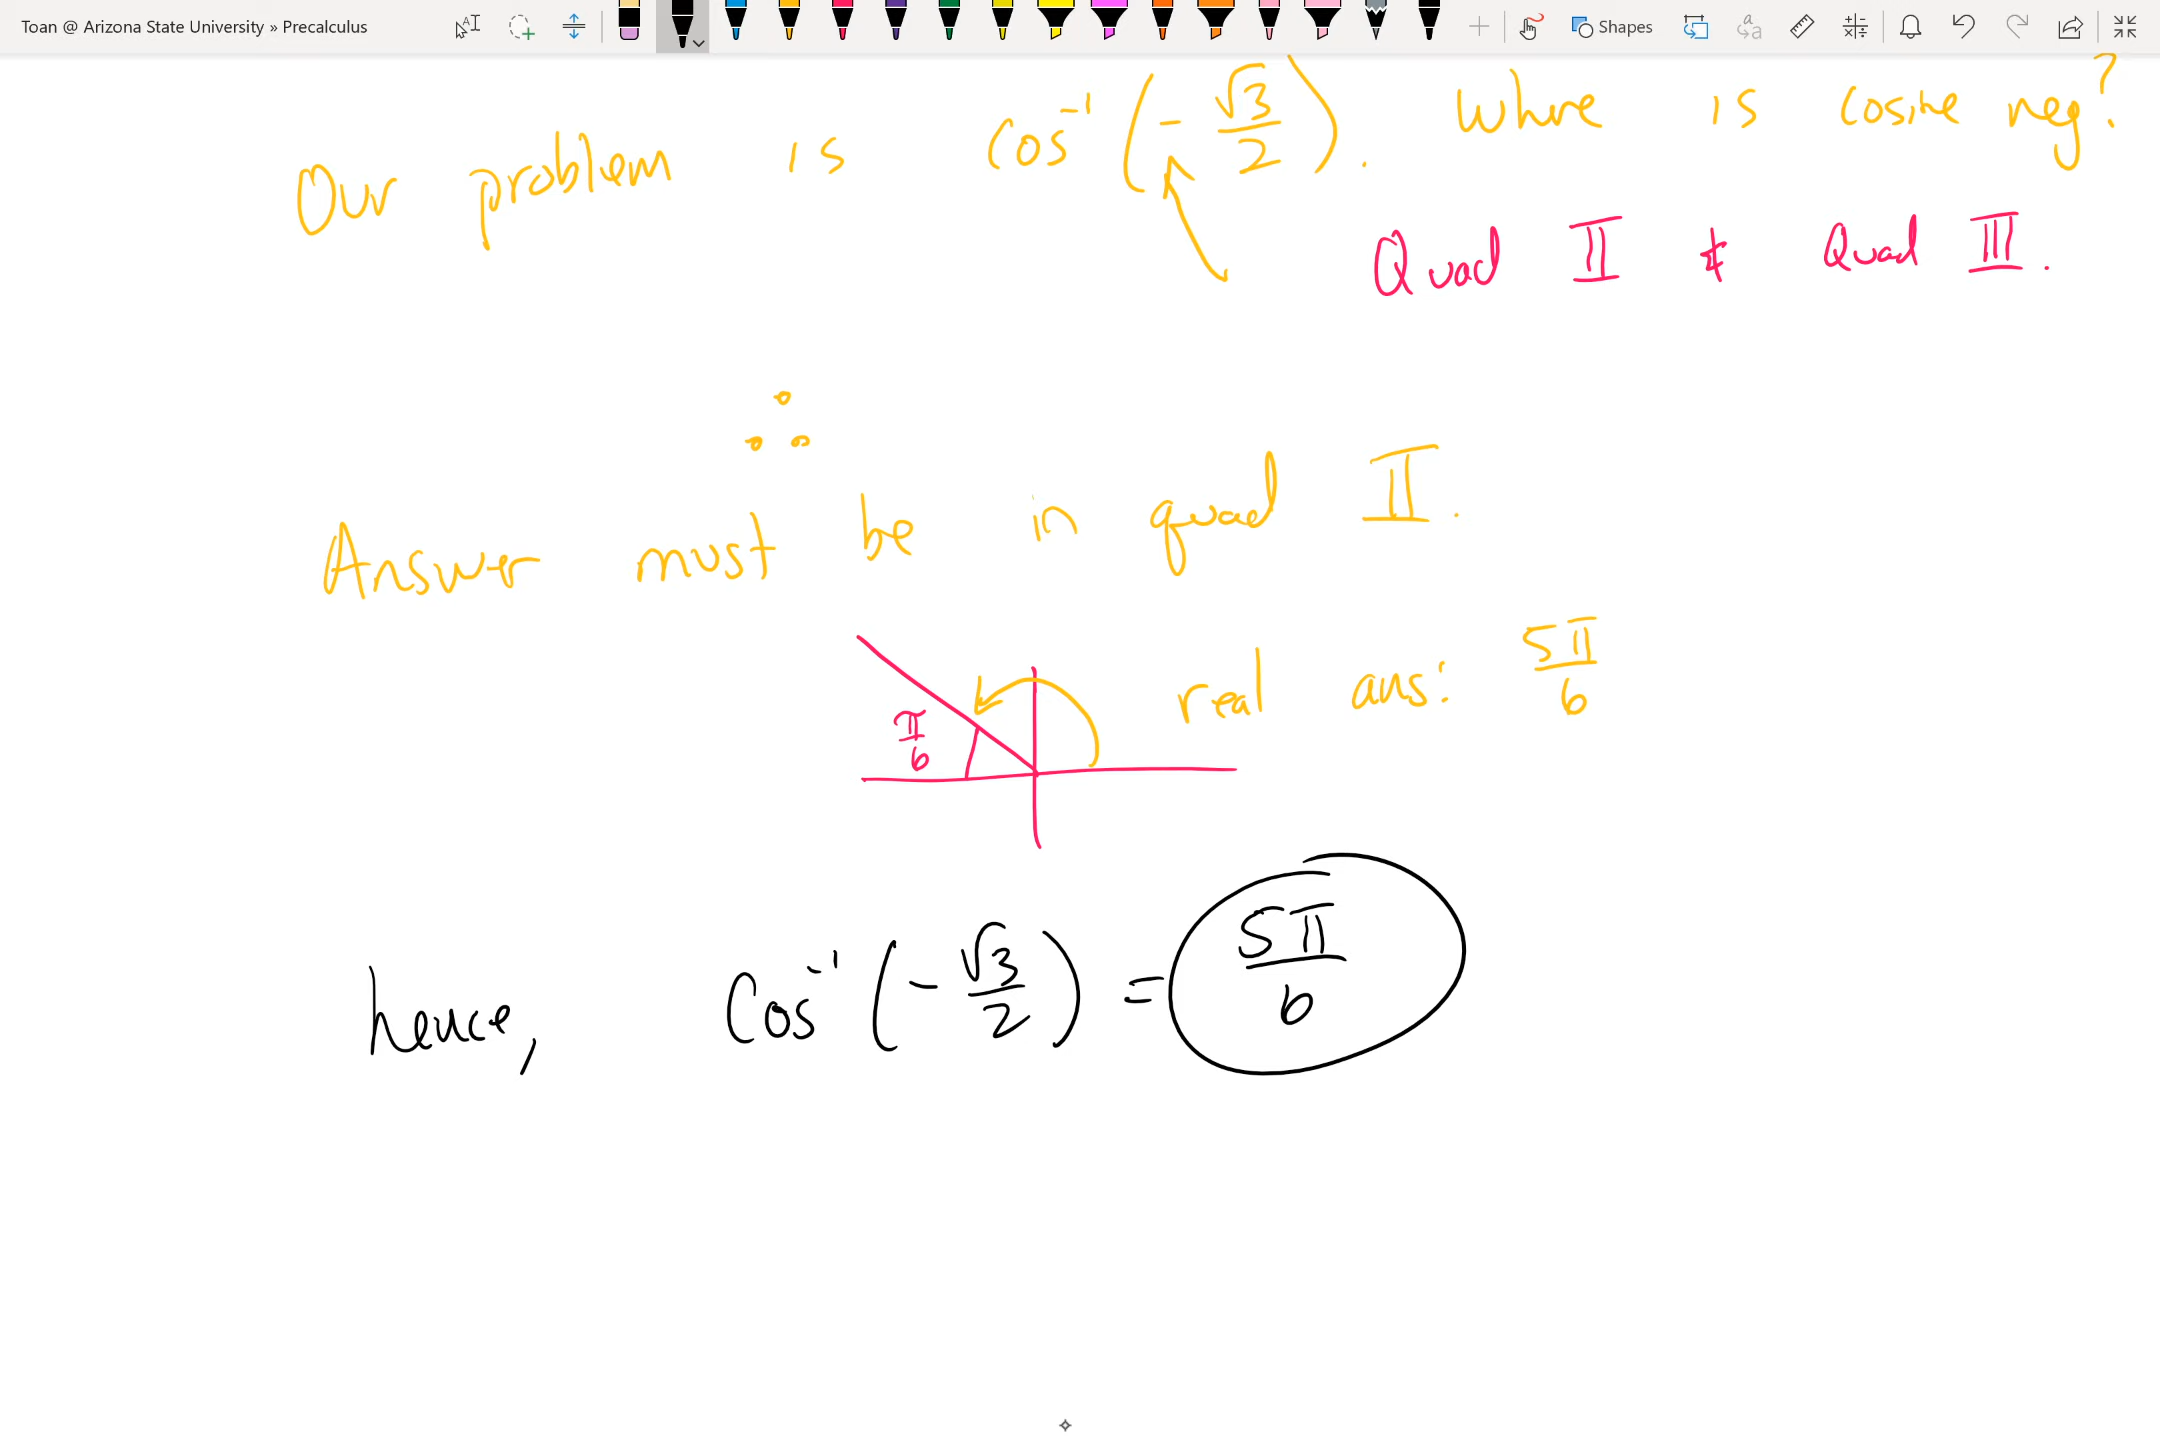 Toan @ Arizona State University » Precalculus Shapes
Our problem is cos⁻¹(-√3/2). Where is cosine neg?
Quad II & Quad III.
∴
Answer must be in quad II.
π/6 real ans: 5π/6
hence, cos⁻¹(-√3/2) = 5π/6